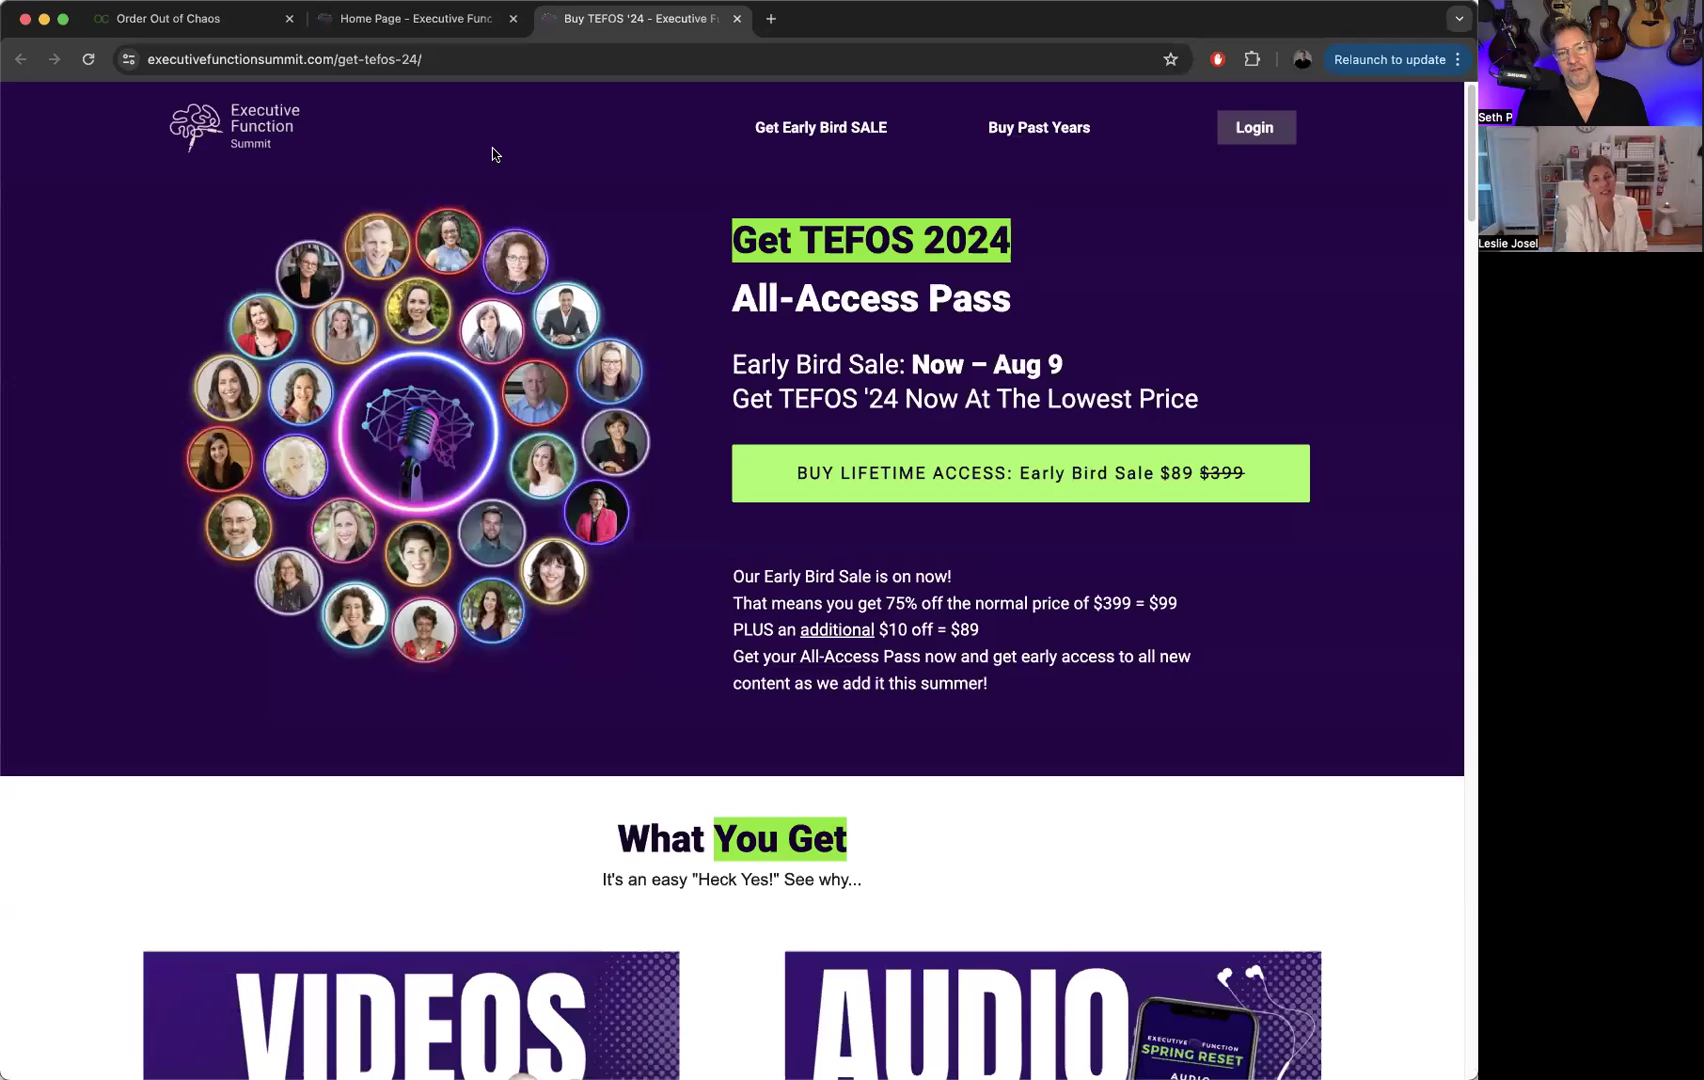 Order Out of Chaos
Home Page - Executive Func
Buy TEFOS '24 - Executive F
executivefunctionsummit.com/get-tefos-24/
Relaunch to update
Executive
Function
Summit
Get Early Bird SALE
Buy Past Years
Login
Seth P
Leslie Josel
Get TEFOS 2024
All-Access Pass
Early Bird Sale: Now – Aug 9
Get TEFOS '24 Now At The Lowest Price
BUY LIFETIME ACCESS: Early Bird Sale $89 $399
Our Early Bird Sale is on now!
That means you get 75% off the normal price of $399 = $99
PLUS an additional $10 off = $89
Get your All-Access Pass now and get early access to all new
content as we add it this summer!
What You Get
It's an easy "Heck Yes!" See why...
VIDEOS
AUDIO
EXECUTIVE FUNCTION
SPRING RESET
AUDIO